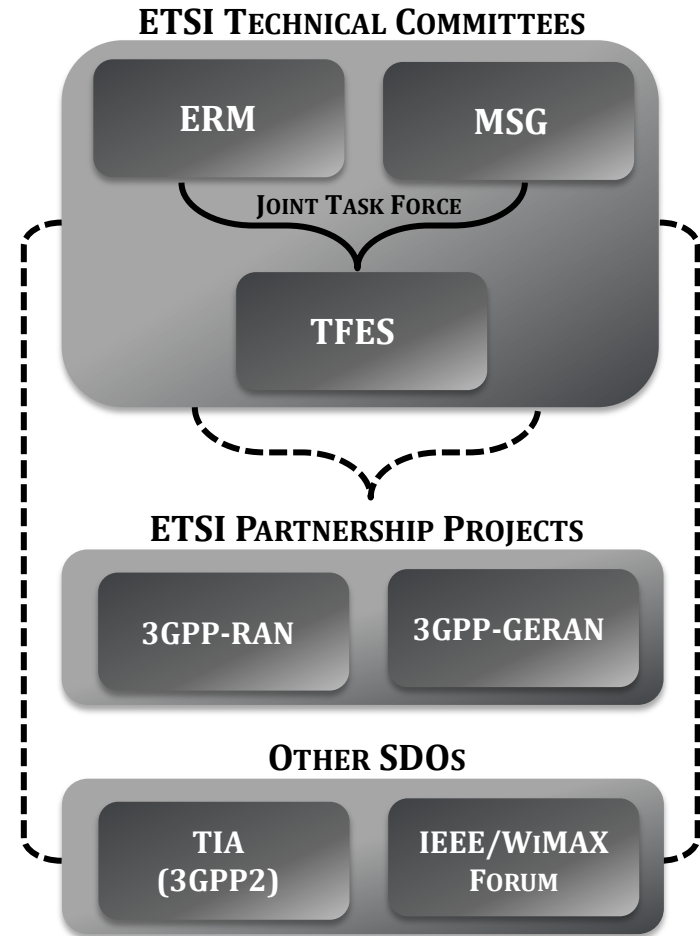 ETSI TECHNICAL COMMITTEES
ERM
MSG
JOINT TASK FORCE
TFES
ETSI PARTNERSHIP PROJECTS
3GPP-RAN
3GPP-GERAN
OTHER SDOS
TIA
(3GPP2)
IEEE/WIMAX
FORUM